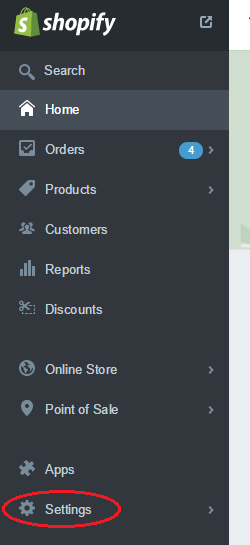 shopify
Search
Home
Orders 4
Products
Customers
Reports
Discounts
Online Store
Point of Sale
Apps
Settings